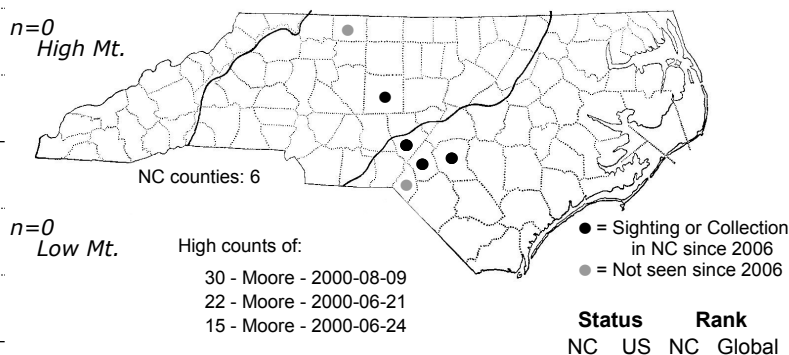 n=0
High Mt.
NC counties: 6
n=0
Low Mt.
High counts of:
30 - Moore - 2000-08-09
22 - Moore - 2000-06-21
15 - Moore - 2000-06-24
● = Sighting or Collection
in NC since 2006
● = Not seen since 2006
Status Rank
NC US NC Global